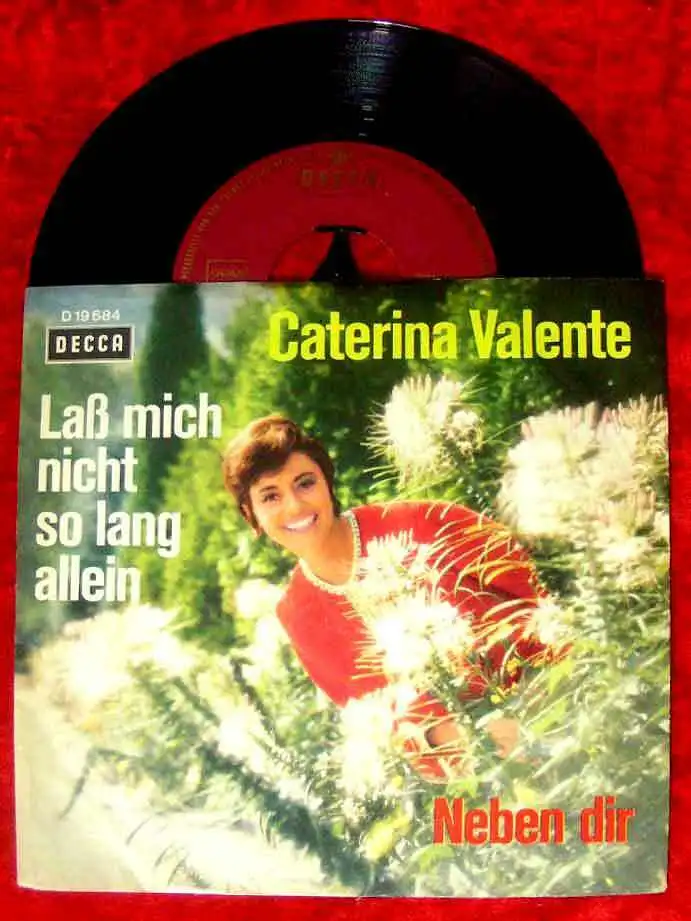 DECCA
D 19 684
DECCA
Caterina Valente
Laß mich
nicht
so lang
allein
Neben dir